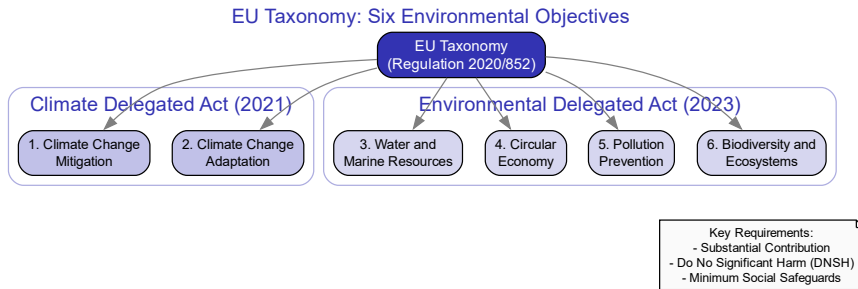 EU Taxonomy: Six Environmental Objectives
EU Taxonomy
(Regulation 2020/852)
Climate Delegated Act (2021)
Environmental Delegated Act (2023)
1. Climate Change
Mitigation
2. Climate Change
Adaptation
3. Water and
Marine Resources
4. Circular
Economy
5. Pollution
Prevention
6. Biodiversity and
Ecosystems
Key Requirements:
- Substantial Contribution
- Do No Significant Harm (DNSH)
- Minimum Social Safeguards